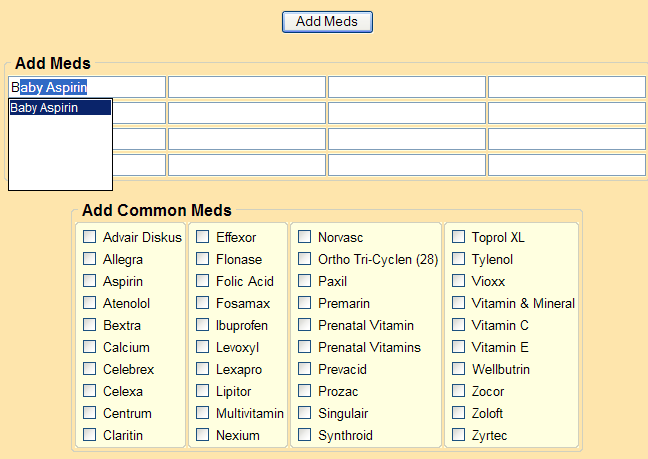 Add Meds
Add Meds
Baby Aspirin
Baby Aspirin
Add Common Meds
Advair Diskus Effexor Norvasc Toprol XL
Allegra Flonase Ortho Tri-Cyclen (28) Tylenol
Aspirin Folic Acid Paxil Vioxx
Atenolol Fosamax Premarin Vitamin & Mineral
Bextra Ibuprofen Prenatal Vitamin Vitamin C
Calcium Levoxyl Prenatal Vitamins Vitamin E
Celebrex Lexapro Prevacid Wellbutrin
Celexa Lipitor Prozac Zocor
Centrum Multivitamin Singulair Zoloft
Claritin Nexium Synthroid Zyrtec